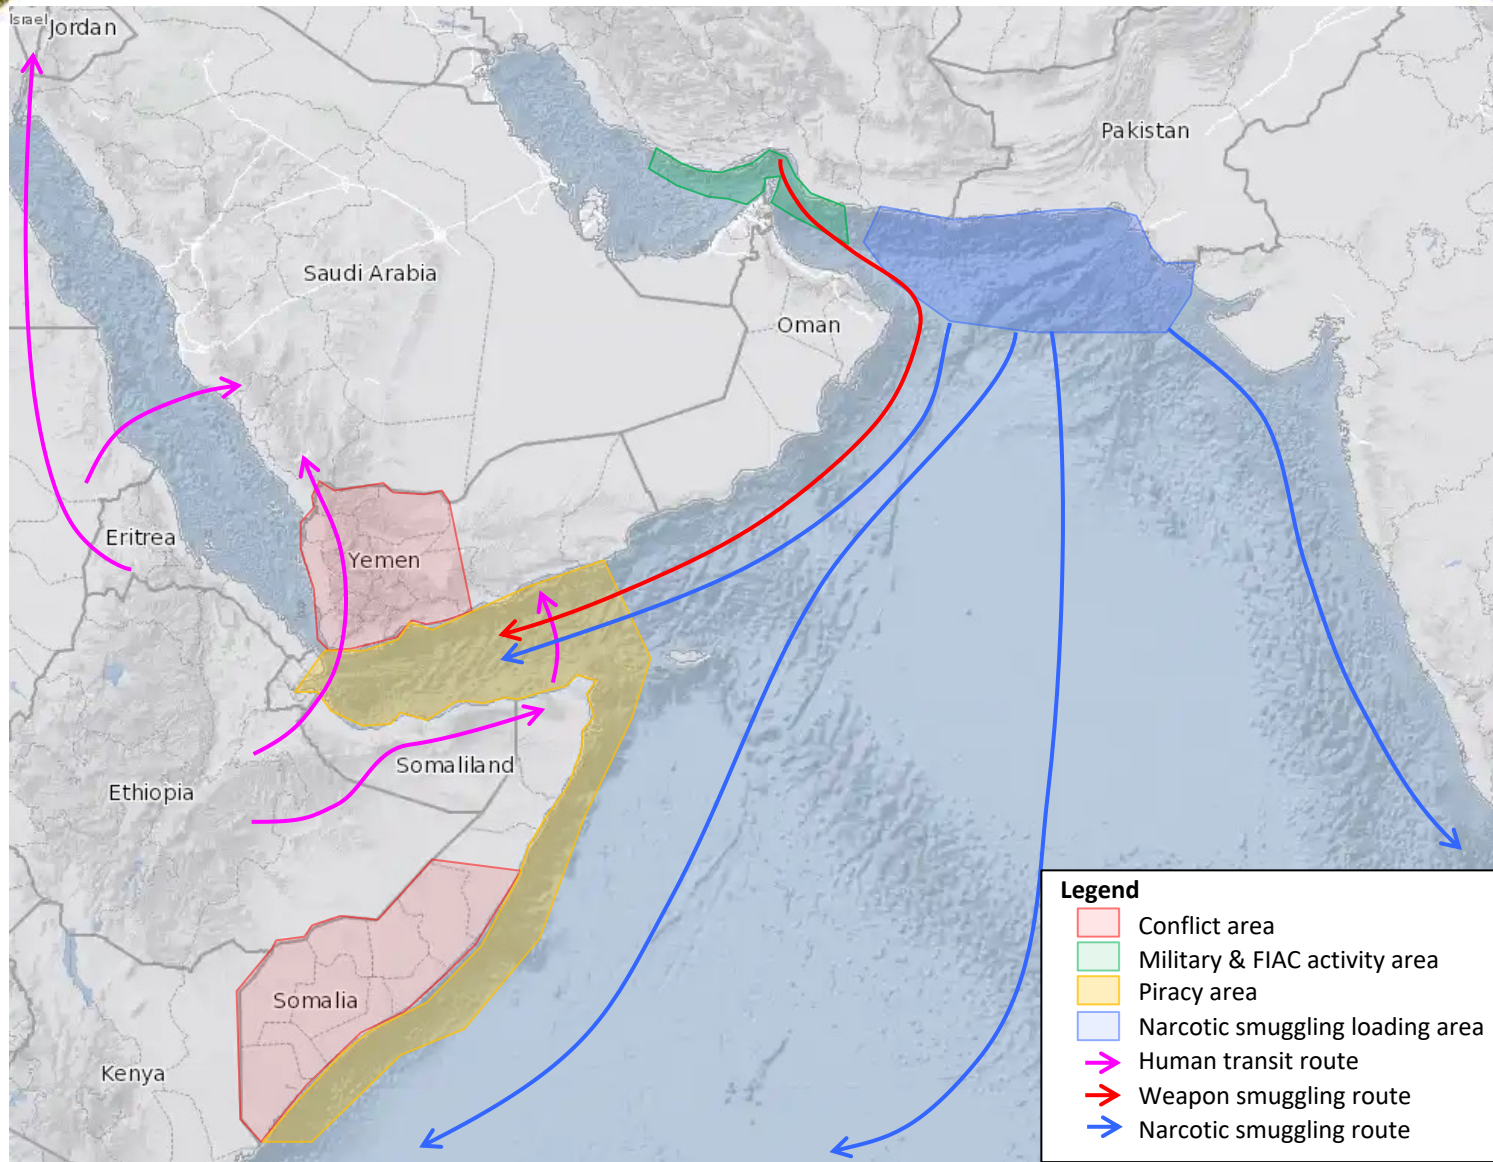 Israel
Jordan
Pakistan
Saudi Arabia
Oman
Eritrea
Yemen
Somaliland
Ethiopia
Somalia
Kenya
Legend
Conflict area
Military & FIAC activity area
Piracy area
Narcotic smuggling loading area
Human transit route
Weapon smuggling route
Narcotic smuggling route